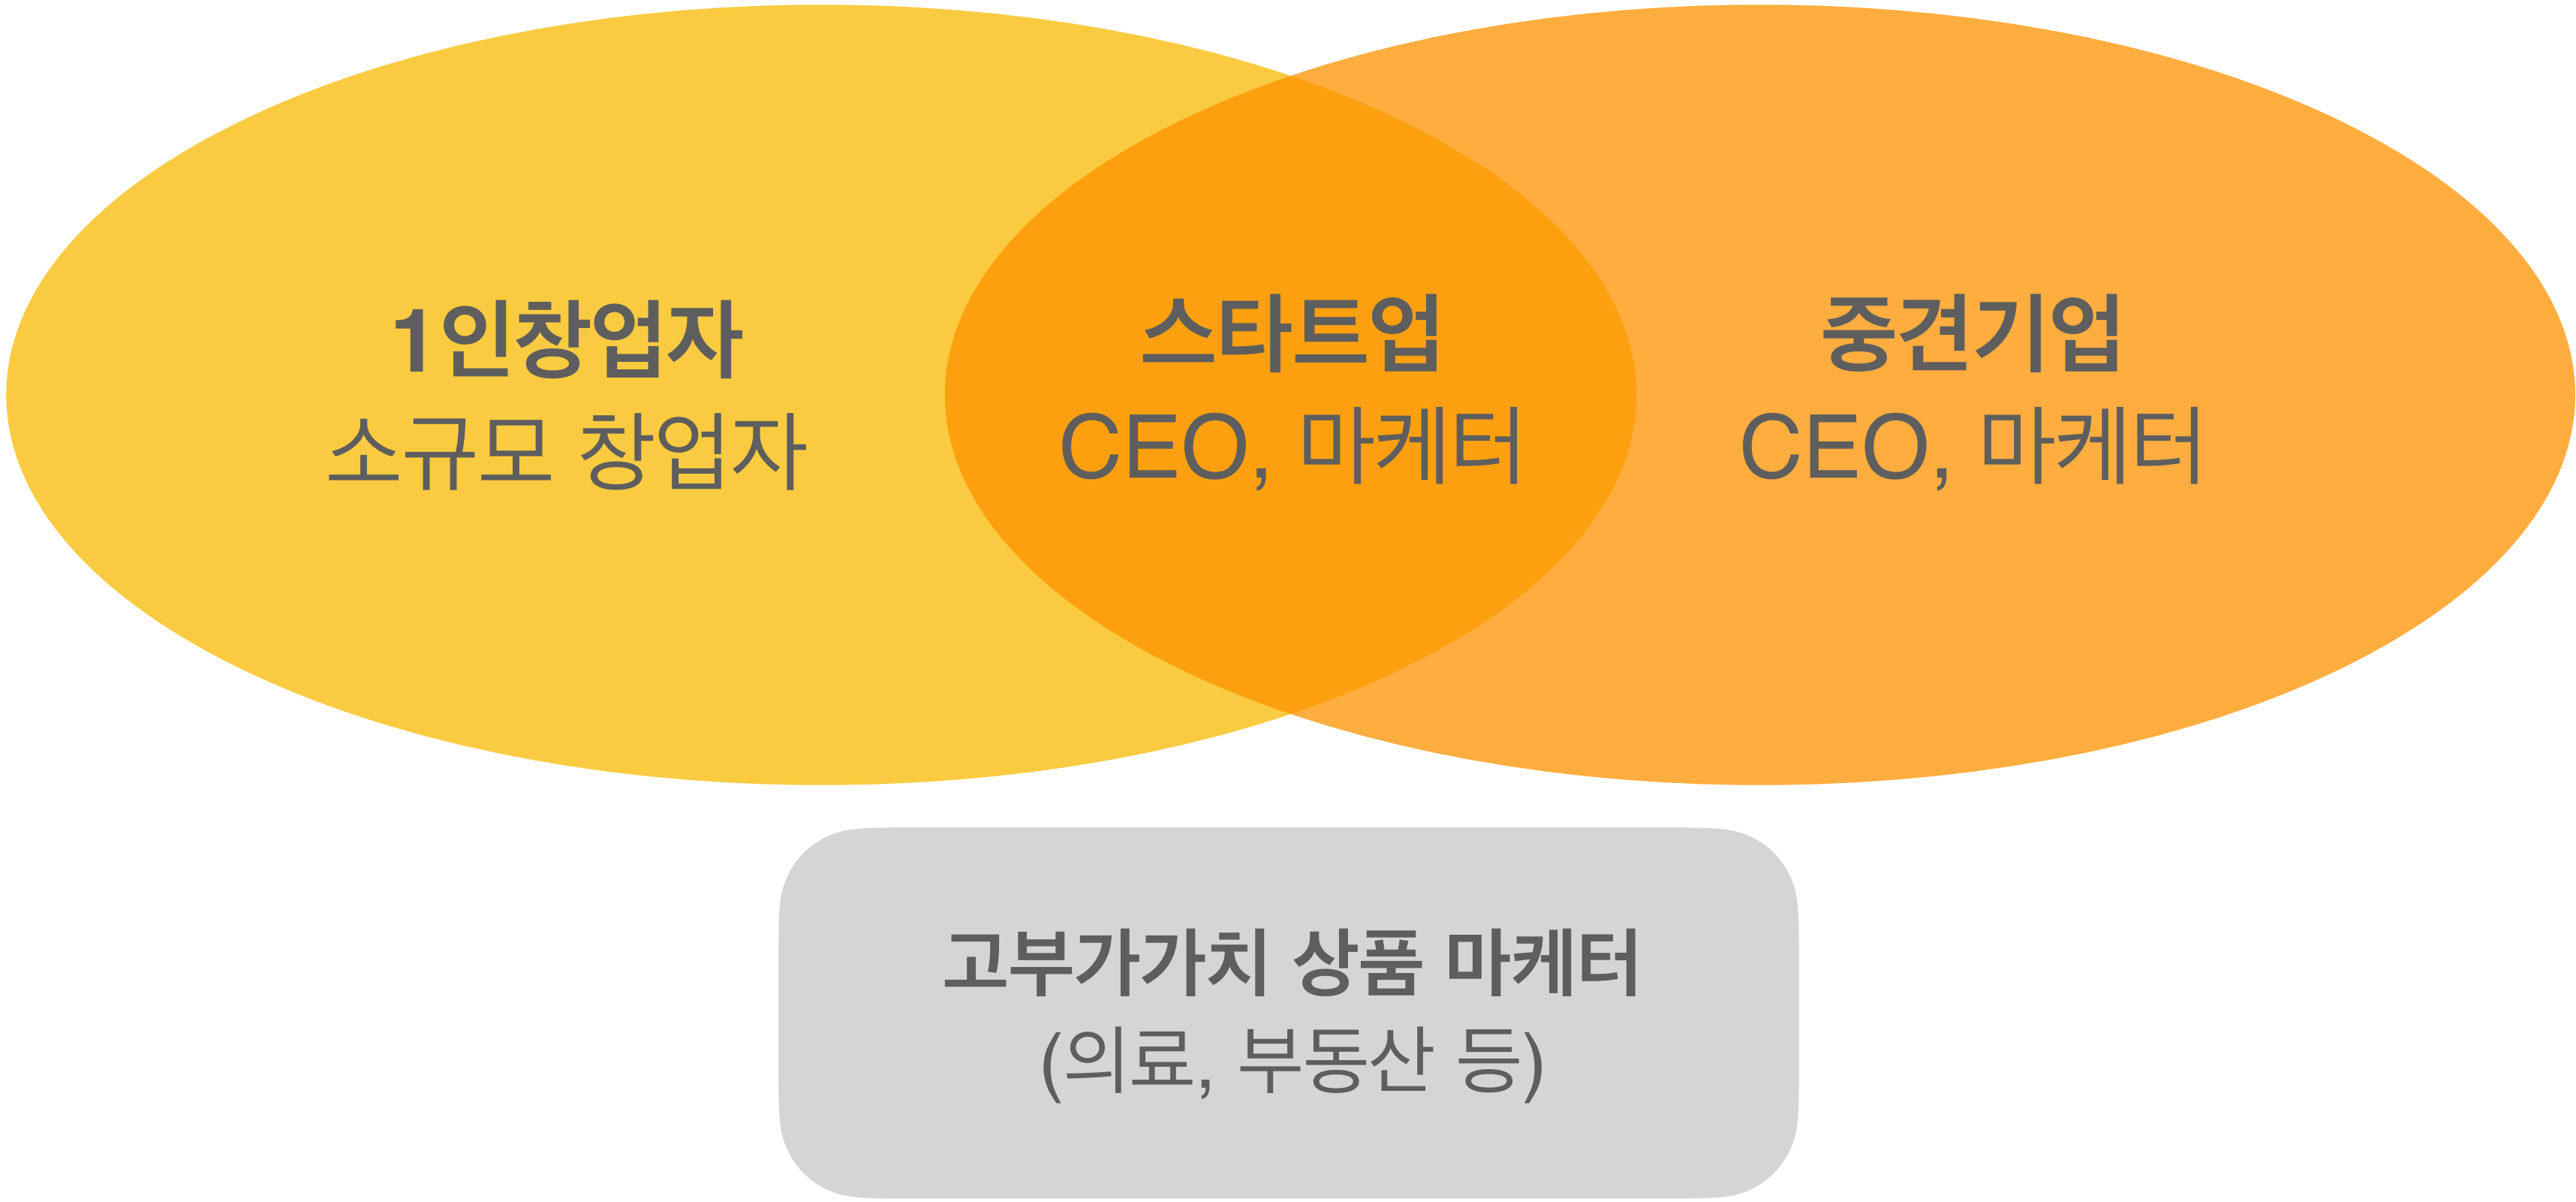 1인창업자
소규모 창업자
스타트업
CEO, 마케터
중견기업
CEO, 마케터
고부가가치 상품 마케터
(의료, 부동산 등)